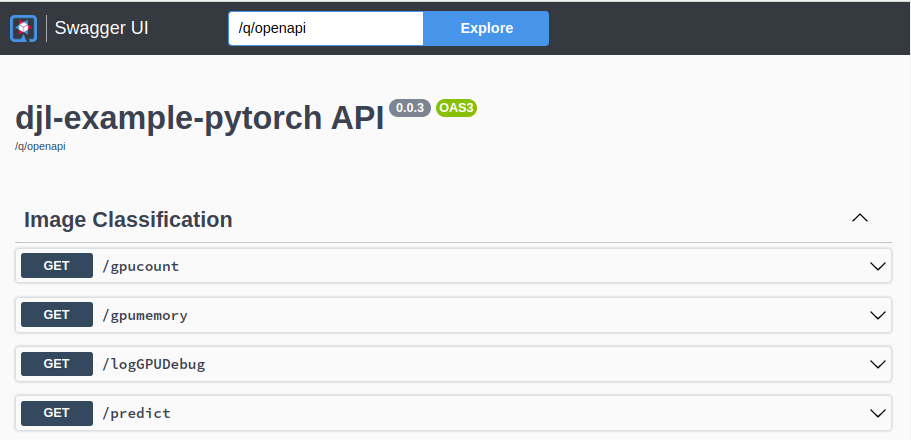 Swagger UI /q/openapi Explore
djl-example-pytorch API 0.0.3 OAS3
/q/openapi
Image Classification
GET /gpucount
GET /gpumemory
GET /logGPUDebug
GET /predict